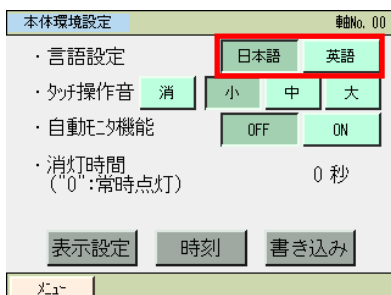 本体環境設定 軸No. 00
・言語設定 日本語 英語
・ﾀｯﾁ操作音 消 小 中 大
・自動ﾓﾆﾀ機能 OFF ON
・消灯時間 0 秒
("0":常時点灯)
表示設定 時刻 書き込み
ﾒﾆｭｰ